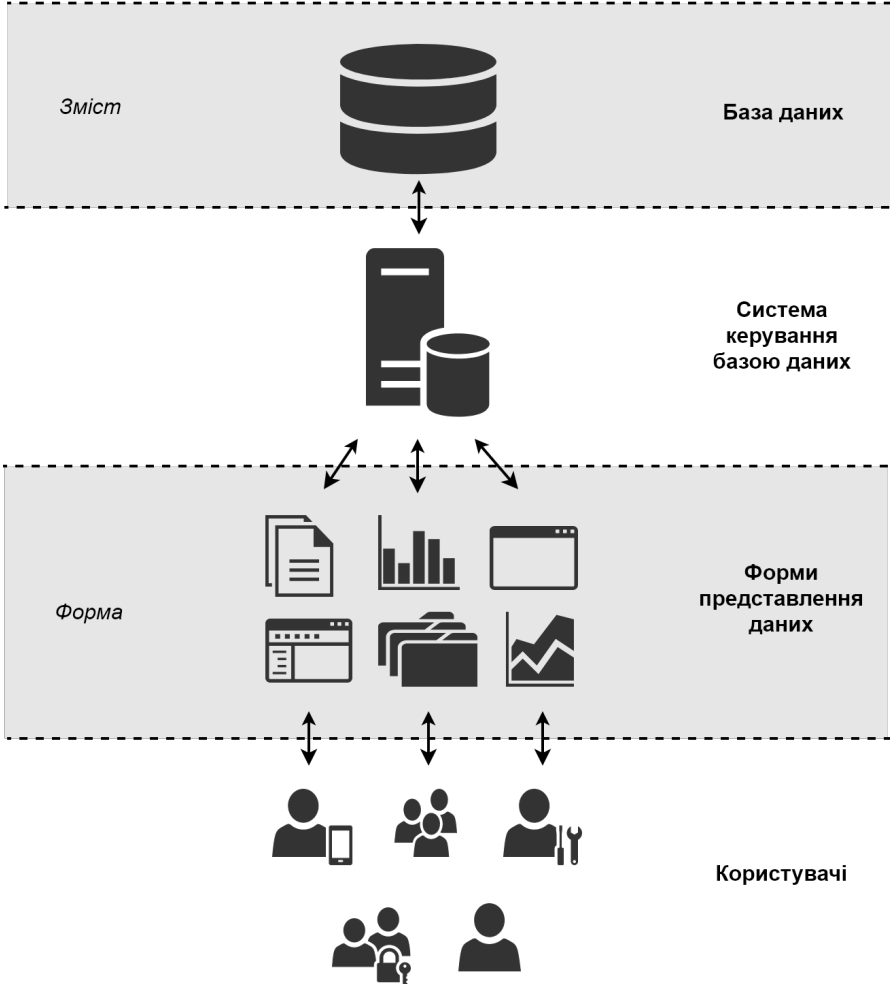 Зміст
База даних
Система
керування
базою даних
Форма
Форми
представлення
даних
Користувачі